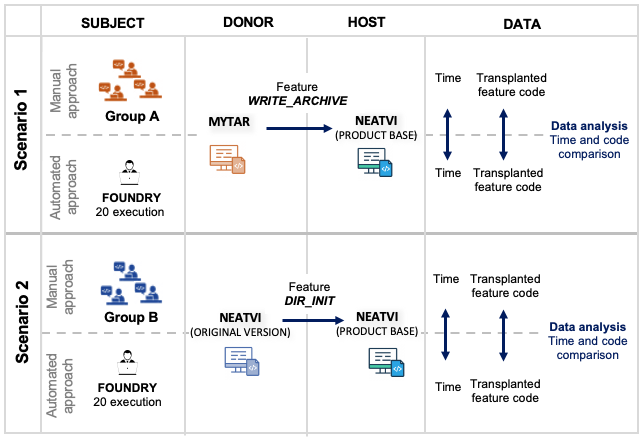 SUBJECT DONOR HOST DATA
Scenario 1
Manual
approach
Group A
Automated
approach
FOUNDRY
20 execution
MYTAR
Feature
WRITE_ARCHIVE
NEATVI
(PRODUCT BASE)
Time
Transplanted
feature code
Time
Transplanted
feature code
Data analysis
Time and code
comparison
Scenario 2
Manual
approach
Group B
Automated
approach
FOUNDRY
20 execution
NEATVI
(ORIGINAL VERSION)
Feature
DIR_INIT
NEATVI
(PRODUCT BASE)
Time
Transplanted
feature code
Time
Transplanted
feature code
Data analysis
Time and code
comparison